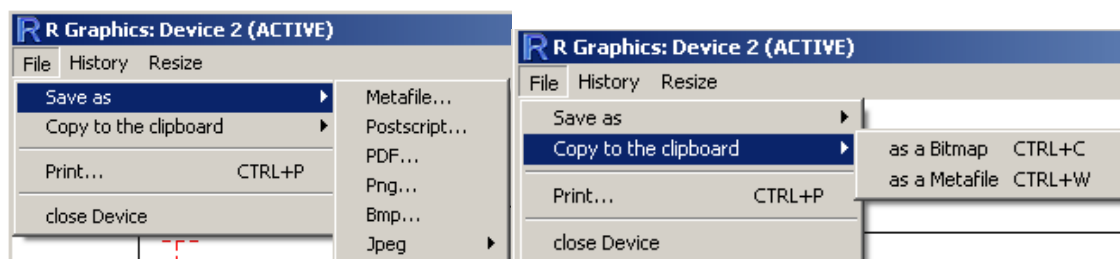 R Graphics: Device 2 (ACTIVE)
File History Resize
Save as
Copy to the clipboard
Print... CTRL+P
close Device
Metafile...
Postscript...
PDF...
Png...
Bmp...
Jpeg
R Graphics: Device 2 (ACTIVE)
File History Resize
Save as
Copy to the clipboard
Print... CTRL+P
close Device
as a Bitmap CTRL+C
as a Metafile CTRL+W